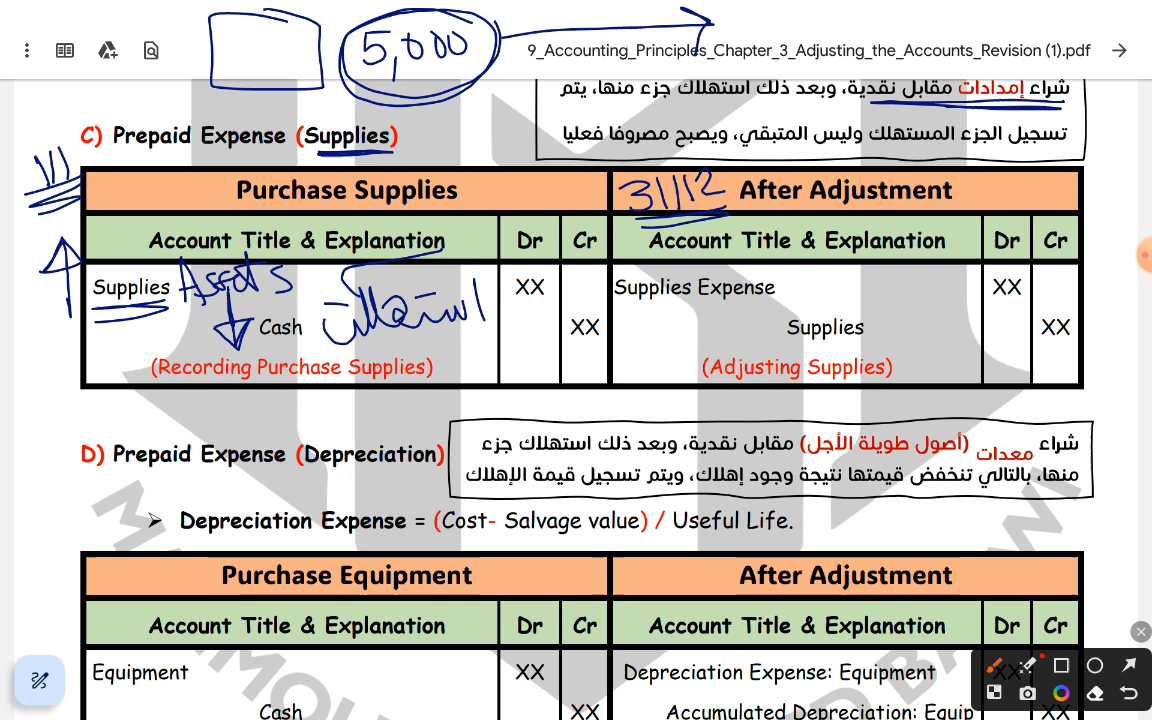 5,000
9_Accounting_Principles_Chapter_3_Adjusting_the_Accounts_Revision (1).pdf
شراء إمدادات مقابل نقدية، وبعد ذلك استهلاك جزء منها، يتم
تسجيل الجزء المستهلك وليس المتبقي، ويصبح مصروفا فعليا
C) Prepaid Expense (Supplies)
1/1
Purchase Supplies
31/12 After Adjustment
Account Title & Explanation Dr Cr
Account Title & Explanation Dr Cr
Supplies Assets XX
Supplies Expense XX
Cash XX
Supplies XX
(Recording Purchase Supplies)
(Adjusting Supplies)
D) Prepaid Expense (Depreciation)
شراء معدات (أصول طويلة الأجل) مقابل نقدية، وبعد ذلك استهلاك جزء
منها، بالتالي تنخفض قيمتها نتيجة وجود إهلاك، ويتم تسجيل قيمة الإهلاك
➢ Depreciation Expense = (Cost- Salvage value) / Useful Life.
Purchase Equipment
After Adjustment
Account Title & Explanation Dr Cr
Account Title & Explanation Dr Cr
Equipment XX
Depreciation Expense: Equipment XX
Cash XX
Accumulated Depreciation: Equip XX